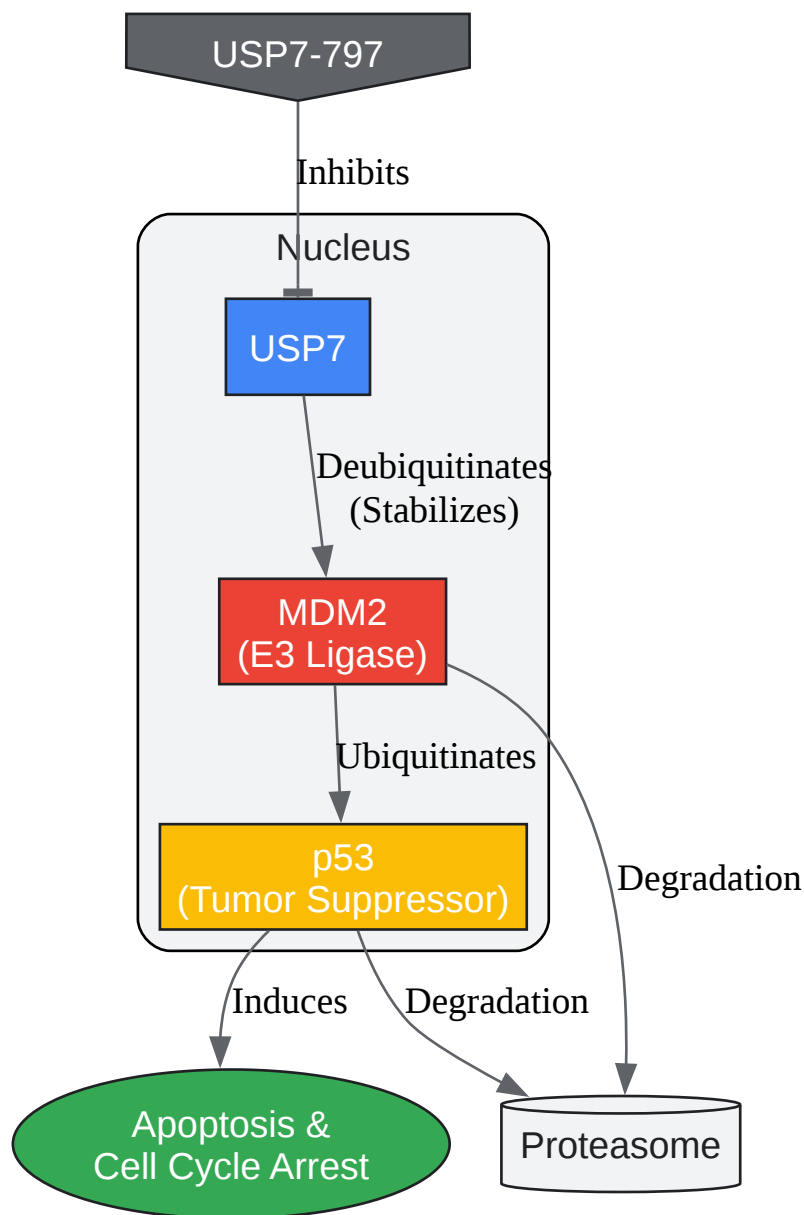 USP7-797
Inhibits
Nucleus
USP7
Deubiquitinates
(Stabilizes)
MDM2
(E3 Ligase)
Ubiquitinates
p53
(Tumor Suppressor)
Degradation
Induces
Degradation
Apoptosis &
Cell Cycle Arrest
Proteasome